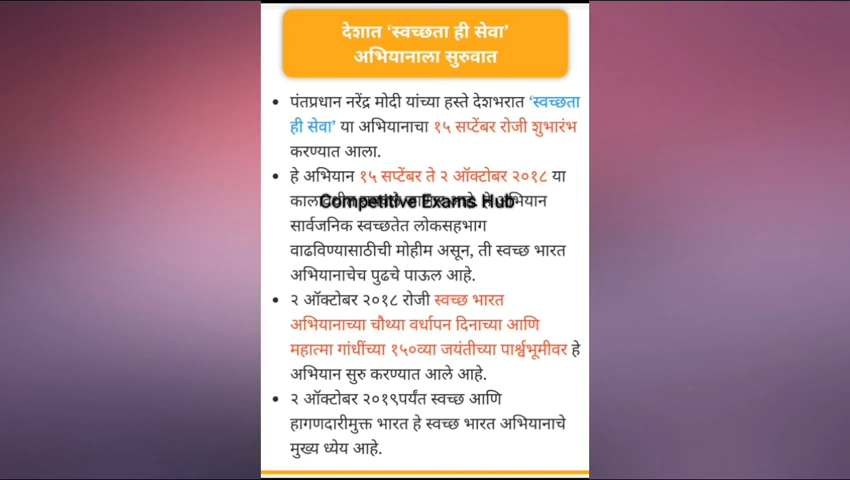 देशात ‘स्वच्छता ही सेवा’
अभियानाला सुरुवात
• पंतप्रधान नरेंद्र मोदी यांच्या हस्ते देशभरात ‘स्वच्छता
ही सेवा’ या अभियानाचा १५ सप्टेंबर रोजी शुभारंभ
करण्यात आला.
• हे अभियान १५ सप्टेंबर ते २ ऑक्टोबर २०१८ या
आहे. हे अभियान
Competitive Exams Hub
सार्वजनिक स्वच्छतेत लोकसहभाग
वाढविण्यासाठीची मोहीम असून, ती स्वच्छ भारत
अभियानाचेच पुढचे पाऊल आहे.
• २ ऑक्टोबर २०१८ रोजी स्वच्छ भारत
अभियानाच्या चौथ्या वर्धापन दिनाच्या आणि
महात्मा गांधींच्या १५०व्या जयंतीच्या पार्श्वभूमीवर हे
अभियान सुरु करण्यात आले आहे.
• २ ऑक्टोबर २०१९पर्यंत स्वच्छ आणि
हागणदारीमुक्त भारत हे स्वच्छ भारत अभियानाचे
मुख्य ध्येय आहे.